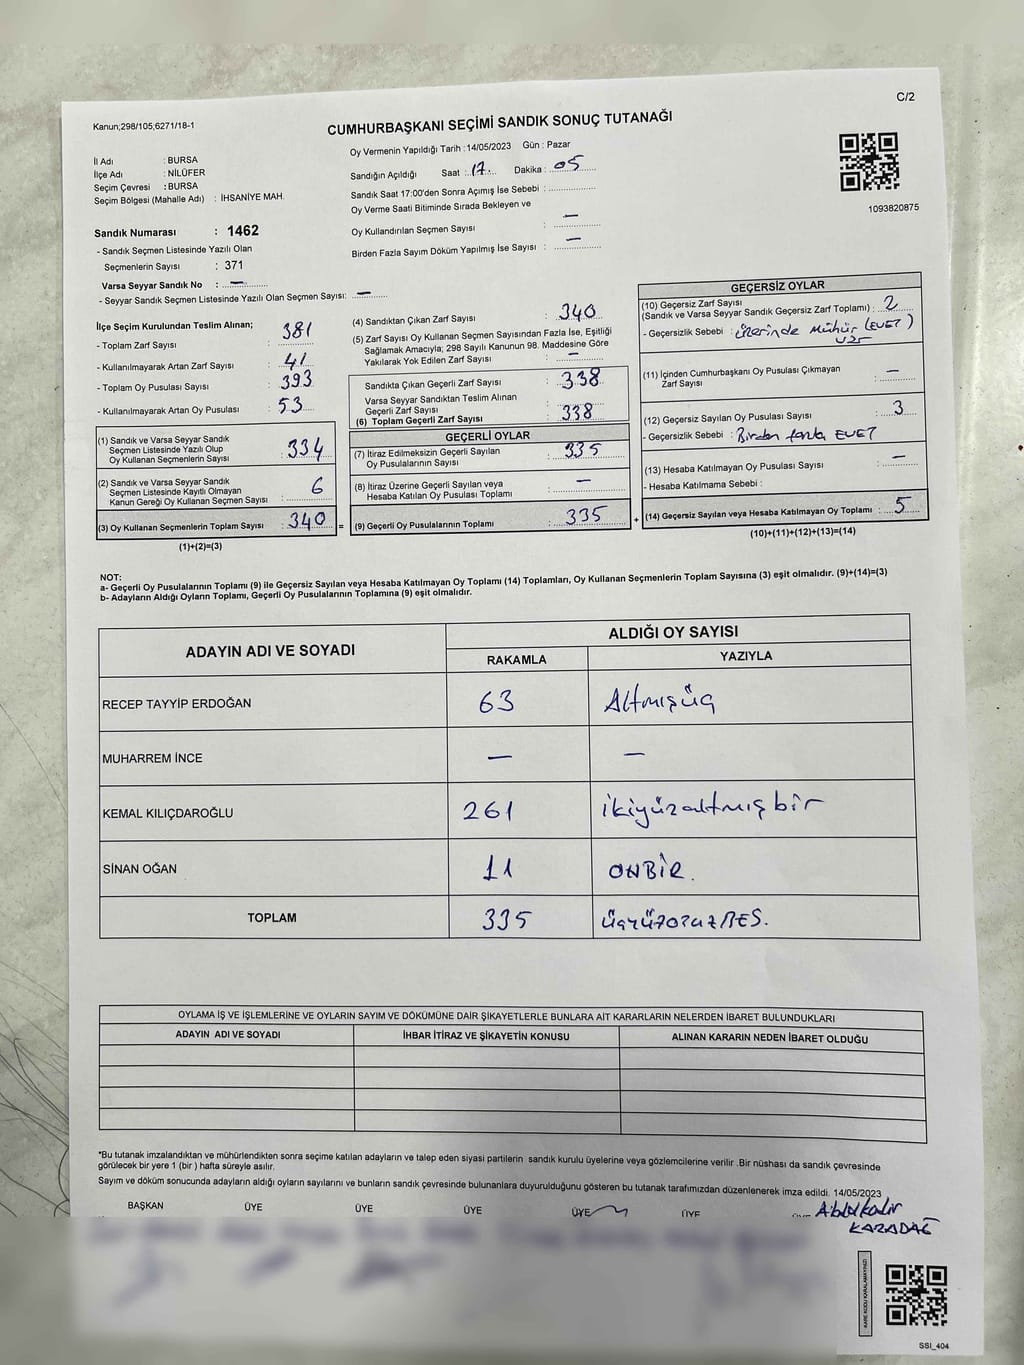 C/2
Kanun;298/105;6271/18-1
CUMHURBAŞKANI SEÇİMİ SANDIK SONUÇ TUTANAĞI
İl Adı : BURSA
İlçe Adı : NİLÜFER
Seçim Çevresi : BURSA
Seçim Bölgesi (Mahalle Adı) : İHSANİYE MAH.
Oy Vermenin Yapıldığı Tarih : 14/05/2023 Gün : Pazar
Sandığın Açıldığı Saat : 17 Dakika : 05
Sandık Saat 17:00'den Sonra Açımış İse Sebebi :
Oy Verme Saati Bitiminde Sırada Bekleyen ve
Oy Kullandırılan Seçmen Sayısı : —
Birden Fazla Sayım Döküm Yapılmış İse Sayısı : —
1093820875
Sandık Numarası : 1462
- Sandık Seçmen Listesinde Yazılı Olan
Seçmenlerin Sayısı : 371
Varsa Seyyar Sandık No : —
- Seyyar Sandık Seçmen Listesinde Yazılı Olan Seçmen Sayısı: —
İlçe Seçim Kurulundan Teslim Alınan;
- Toplam Zarf Sayısı : 381
- Kullanılmayarak Artan Zarf Sayısı : 41
- Toplam Oy Pusulası Sayısı : 393
- Kullanılmayarak Artan Oy Pusulası : 53
(1) Sandık ve Varsa Seyyar Sandık
Seçmen Listesinde Yazılı Olup
Oy Kullanan Seçmenlerin Sayısı : 334
(2) Sandık ve Varsa Seyyar Sandık
Seçmen Listesinde Kayıtlı Olmayan
Kanun Gereği Oy Kullanan Seçmen Sayısı : 6
(3) Oy Kullanan Seçmenlerin Toplam Sayısı : 340 =
(1)+(2)=(3)
(4) Sandıktan Çıkan Zarf Sayısı : 340
(5) Zarf Sayısı Oy Kullanan Seçmen Sayısından Fazla İse, Eşitliği
Sağlamak Amacıyla; 298 Sayılı Kanunun 98. Maddesine Göre
Yakılarak Yok Edilen Zarf Sayısı : —
Sandıkta Çıkan Geçerli Zarf Sayısı : 338
Varsa Seyyar Sandıktan Teslim Alınan
Geçerli Zarf Sayısı :
(6) Toplam Geçerli Zarf Sayısı : 338
GEÇERLİ OYLAR
(7) İtiraz Edilmeksizin Geçerli Sayılan
Oy Pusulalarının Sayısı : 335
(8) İtiraz Üzerine Geçerli Sayılan veya
Hesaba Katılan Oy Pusulası Toplamı : —
(9) Geçerli Oy Pusulalarının Toplamı : 335 +
GEÇERSİZ OYLAR
(10) Geçersiz Zarf Sayısı
(Sandık ve Varsa Seyyar Sandık Geçersiz Zarf Toplamı) : 2
- Geçersizlik Sebebi : üzerinde Mühür (EVET)
var
(11) İçinden Cumhurbaşkanı Oy Pusulası Çıkmayan
Zarf Sayısı : —
(12) Geçersiz Sayılan Oy Pusulası Sayısı : 3
- Geçersizlik Sebebi : Birden fazla EVET
(13) Hesaba Katılmayan Oy Pusulası Sayısı : —
- Hesaba Katılmama Sebebi :
(14) Geçersiz Sayılan veya Hesaba Katılmayan Oy Toplamı : 5
(10)+(11)+(12)+(13)=(14)
NOT:
a- Geçerli Oy Pusulalarının Toplamı (9) ile Geçersiz Sayılan veya Hesaba Katılmayan Oy Toplamı (14) Toplamları, Oy Kullanan Seçmenlerin Toplam Sayısına (3) eşit olmalıdır. (9)+(14)=(3)
b- Adayların Aldığı Oyların Toplamı, Geçerli Oy Pusulalarının Toplamına (9) eşit olmalıdır.
ADAYIN ADI VE SOYADI ALDIĞI OY SAYISI
RAKAMLA YAZIYLA
RECEP TAYYİP ERDOĞAN 63 Altmışüç
MUHARREM İNCE — —
KEMAL KILIÇDAROĞLU 261 ikiyüzaltmışbir
SİNAN OĞAN 11 ONBİR.
TOPLAM 335 üçyüzotuzBES.
OYLAMA İŞ VE İŞLEMLERİNE VE OYLARIN SAYIM VE DÖKÜMÜNE DAİR ŞİKAYETLERLE BUNLARA AİT KARARLARIN NELERDEN İBARET BULUNDUKLARI
ADAYIN ADI VE SOYADI İHBAR İTİRAZ VE ŞİKAYETİN KONUSU ALINAN KARARIN NEDEN İBARET OLDUĞU
*Bu tutanak imzalandıktan ve mühürlendikten sonra seçime katılan adayların ve talep eden siyasi partilerin sandık kurulu üyelerine veya gözlemcilerine verilir .Bir nüshası da sandık çevresinde
görülecek bir yere 1 (bir ) hafta süreyle asılır.
Sayım ve döküm sonucunda adayların aldığı oyların sayılarını ve bunların sandık çevresinde bulunanlara duyurulduğunu gösteren bu tutanak tarafımızdan düzenlenerek imza edildi. 14/05/2023
BAŞKAN ÜYE ÜYE ÜYE ÜYE ÜYE Abdulkadir
KARADAĞ
KARE KODU KARALAMAYINIZ!
SSI_404